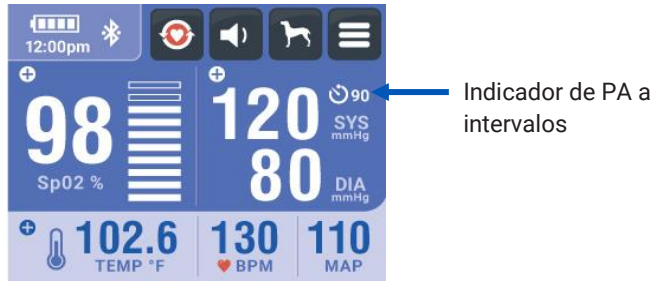 12:00pm
98
Sp02 %
120
90
SYS
mmHg
80
DIA
mmHg
102.6
TEMP °F
130
BPM
110
MAP
Indicador de PA a
intervalos